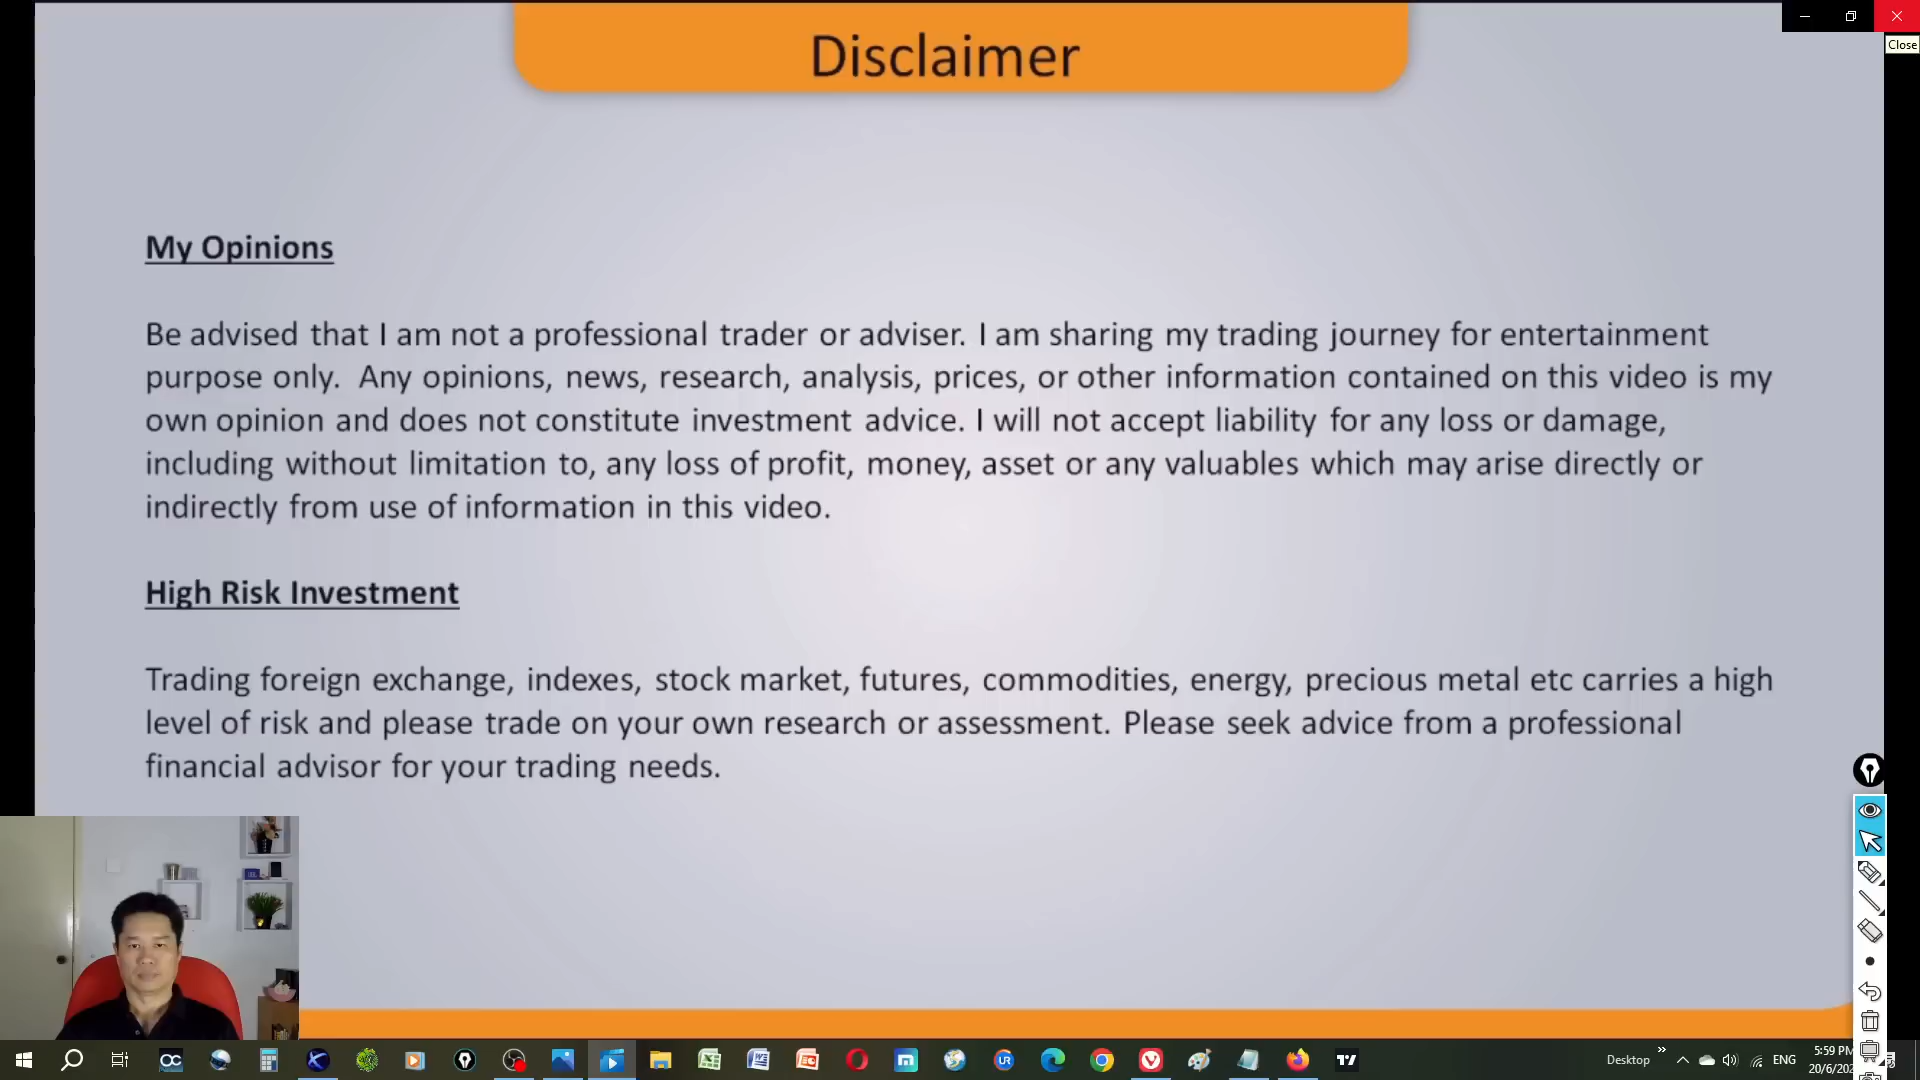 Disclaimer
Close
My Opinions
Be advised that I am not a professional trader or adviser. I am sharing my trading journey for entertainment
purpose only.  Any opinions, news, research, analysis, prices, or other information contained on this video is my
own opinion and does not constitute investment advice. I will not accept liability for any loss or damage,
including without limitation to, any loss of profit, money, asset or any valuables which may arise directly or
indirectly from use of information in this video.
High Risk Investment
Trading foreign exchange, indexes, stock market, futures, commodities, energy, precious metal etc carries a high
level of risk and please trade on your own research or assessment. Please seek advice from a professional
financial advisor for your trading needs.
Desktop
ENG
5:59 PM
20/6/20